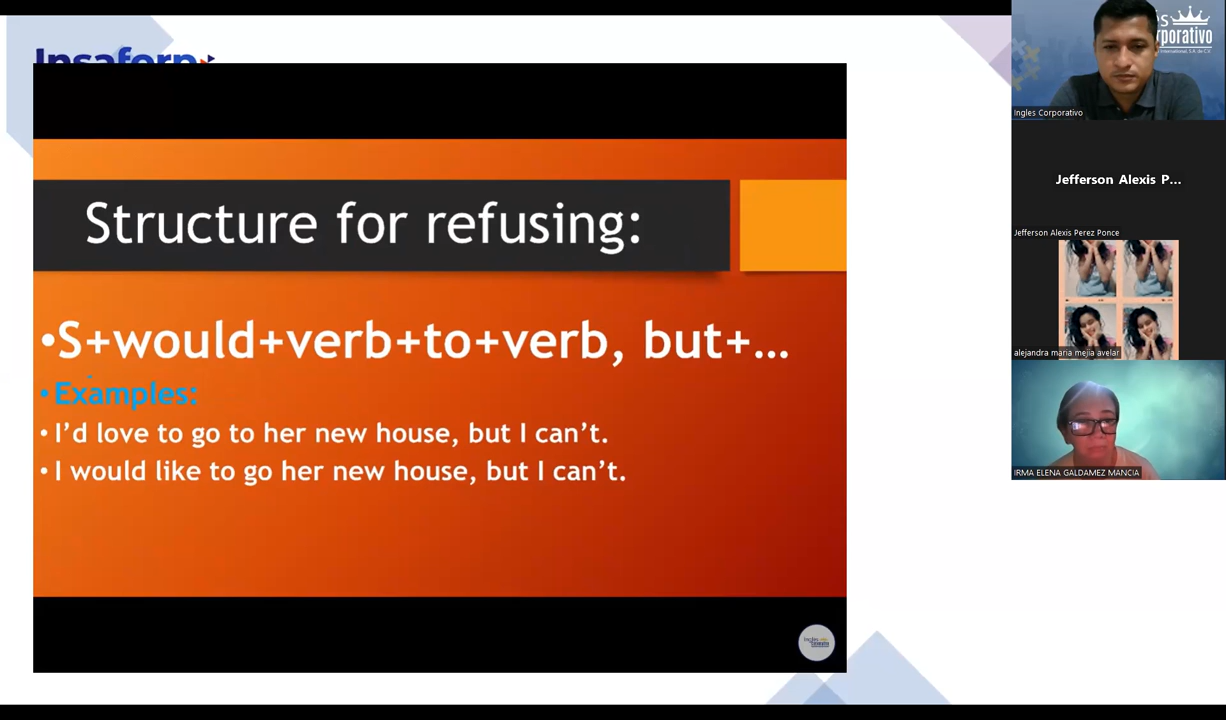 Insaforp
Structure for refusing:
•S+would+verb+to+verb, but+...
• Examples:
• I'd love to go to her new house, but I can't.
• I would like to go her new house, but I can't.
Ingles Corporativo
Jefferson Alexis P...
Jefferson Alexis Perez Ponce
alejandra maria mejia avelar
IRMA ELENA GALDAMEZ MANCIA